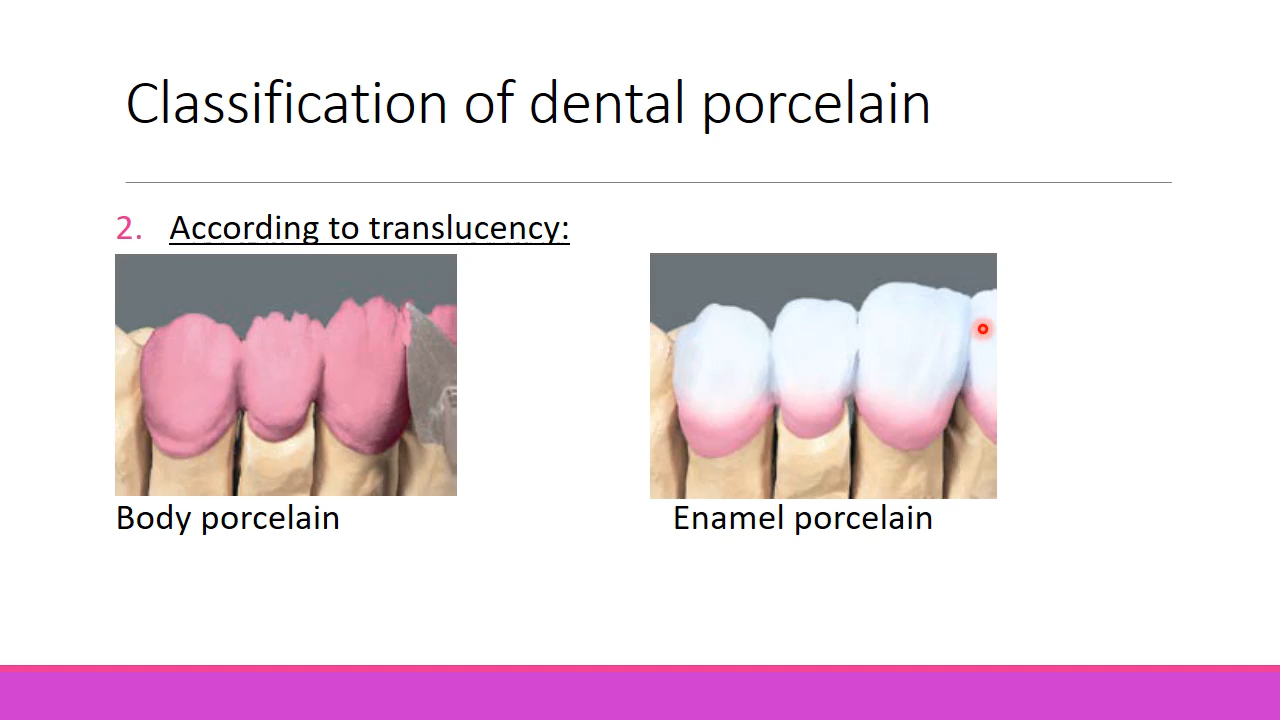 Classification of dental porcelain
2. According to translucency:
Body porcelain
Enamel porcelain